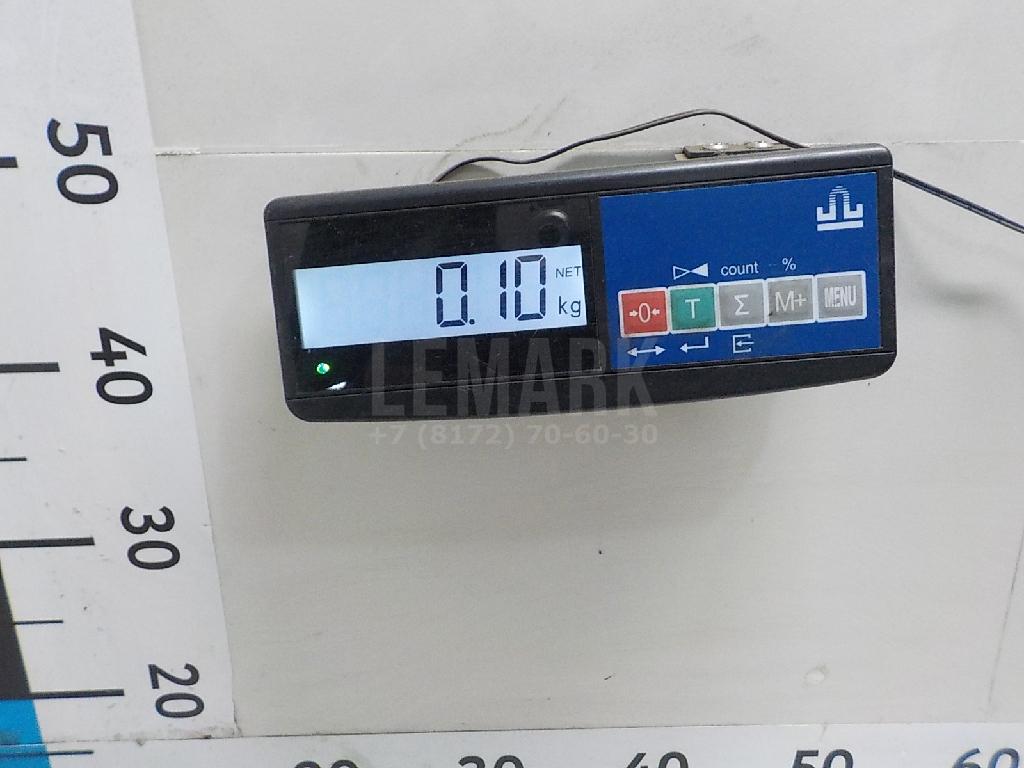 50
40
30
20
0.10 NET kg
count %
→0← T Σ M+ MENU
LEMARK
+7 (8172) 70-60-30
20 30 40 50 60